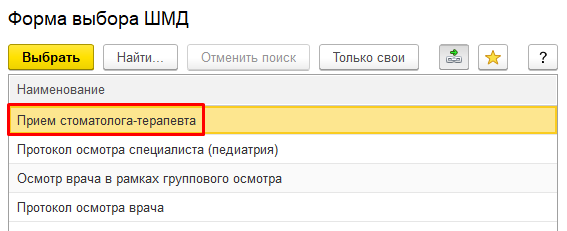 Форма выбора ШМД
Выбрать Найти... Отменить поиск Только свои ?
Наименование
Прием стоматолога-терапевта
Протокол осмотра специалиста (педиатрия)
Осмотр врача в рамках группового осмотра
Протокол осмотра врача